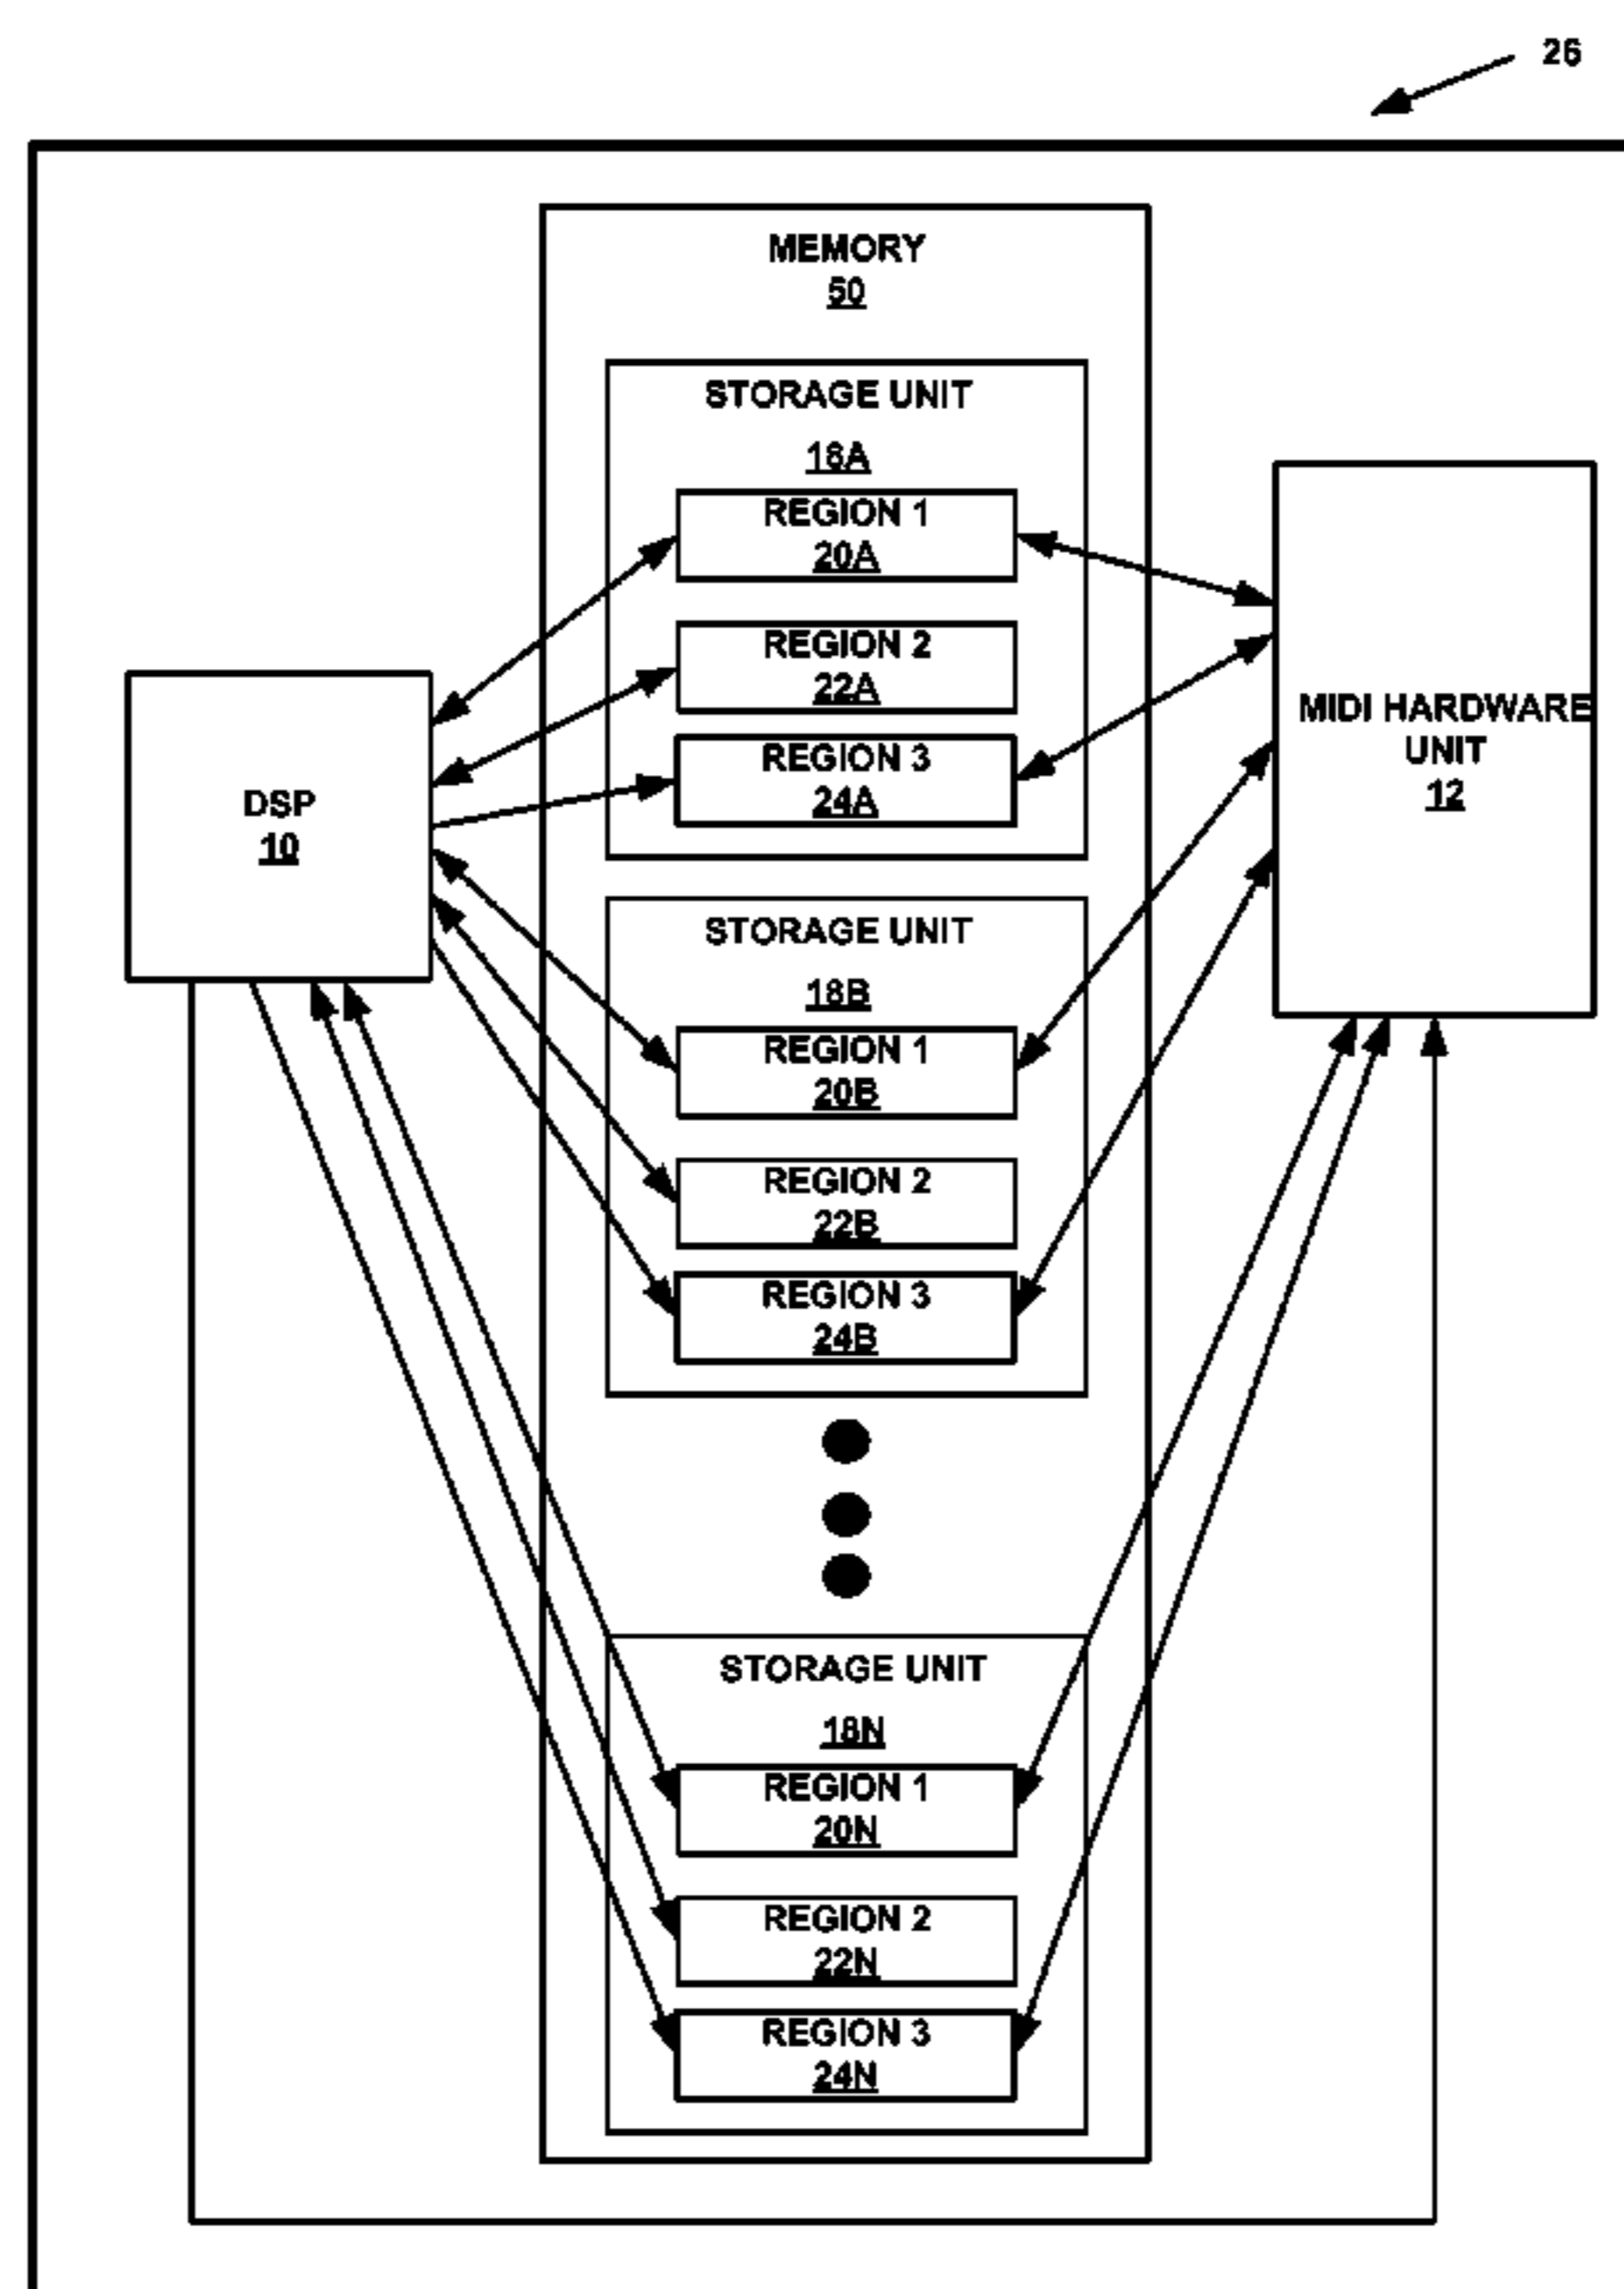 26
MEMORY
50
STORAGE UNIT
18A
REGION 1
20A
REGION 2
22A
REGION 3
24A
DSP
10
MIDI HARDWARE
UNIT
12
STORAGE UNIT
18B
REGION 1
20B
REGION 2
22B
REGION 3
24B
STORAGE UNIT
18N
REGION 1
20N
REGION 2
22N
REGION 3
24N